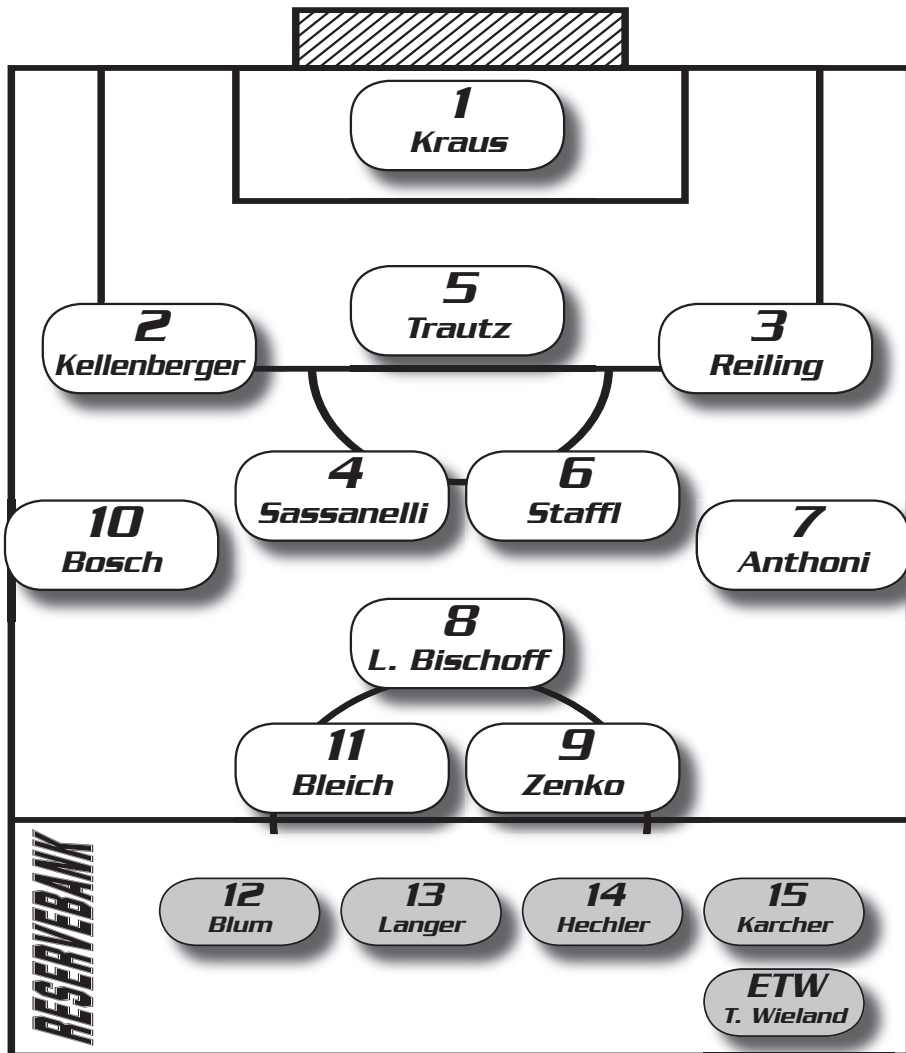 1
Kraus
5
Trautz
2
Kellenberger
3
Reiling
4
Sassanelli
6
Staffl
10
Bosch
7
Anthoni
8
L. Bischoff
11
Bleich
9
Zenko
RESERVEBANK
12
Blum
13
Langer
14
Hechler
15
Karcher
ETW
T. Wieland